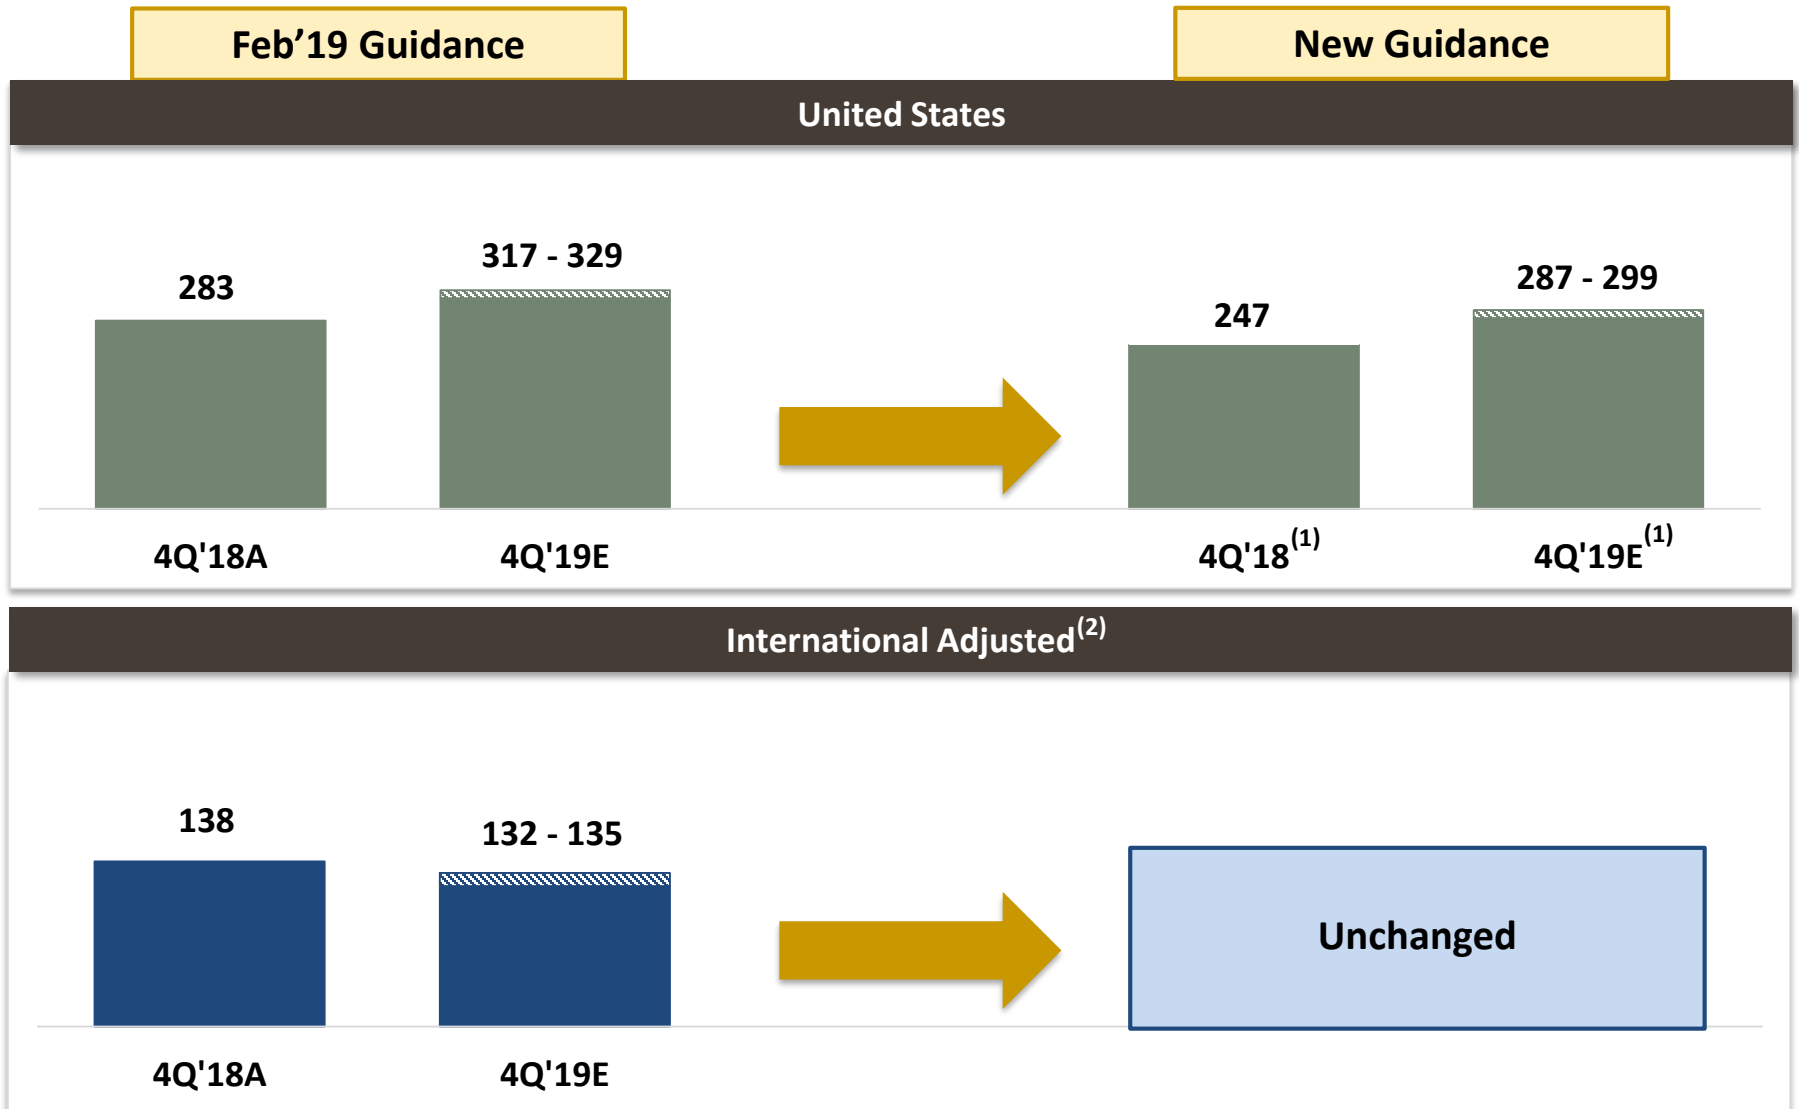 Feb’19 Guidance
New Guidance
United States
283
317 - 329
247
287 - 299
4Q'18A
4Q'19E
4Q'18(1)
4Q'19E(1)
International Adjusted(2)
138
132 - 135
Unchanged
4Q'18A
4Q'19E